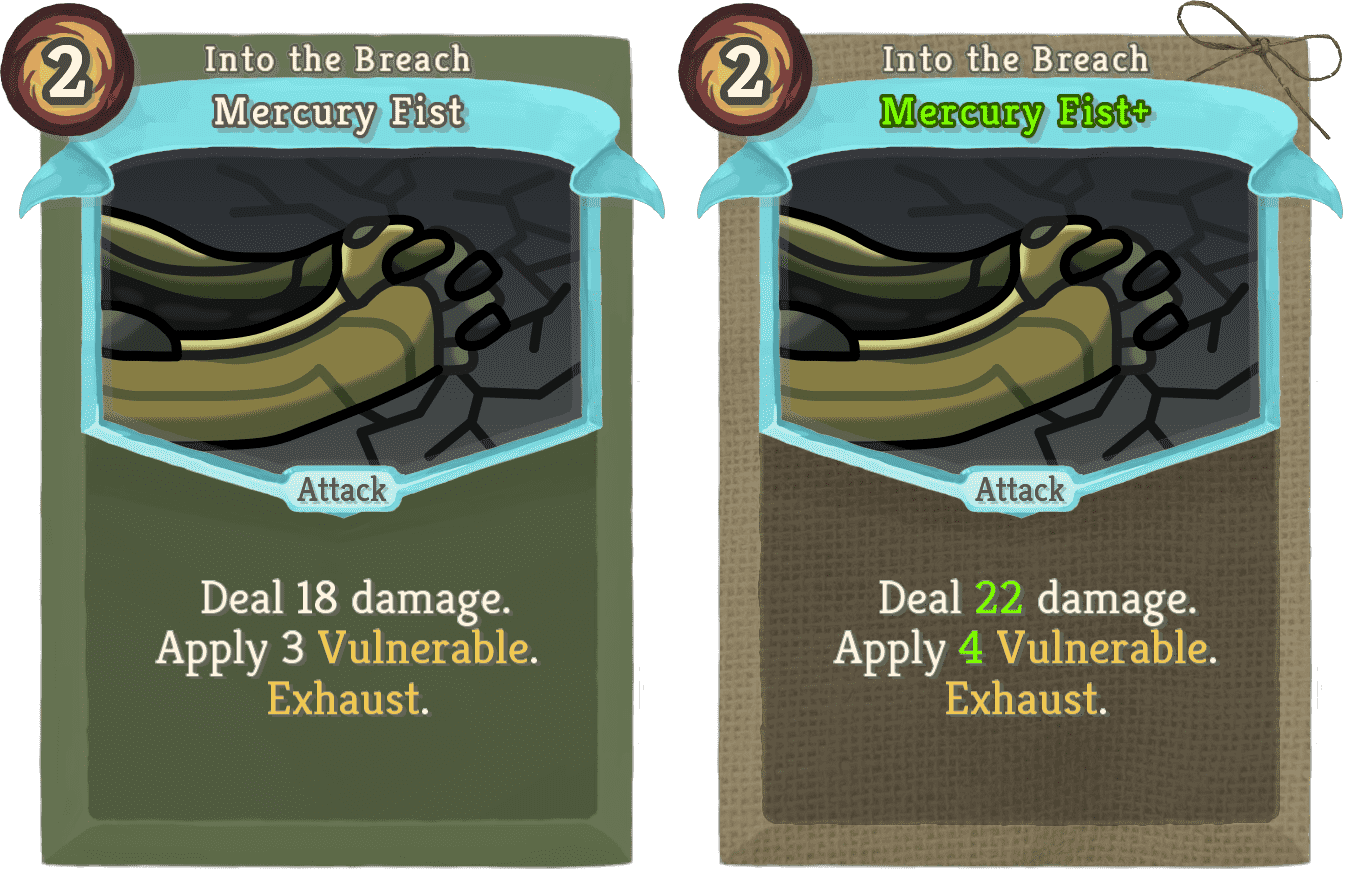 2
Into the Breach
Mercury Fist
Attack
Deal 18 damage.
Apply 3 Vulnerable.
Exhaust.
2
Into the Breach
Mercury Fist+
Attack
Deal 22 damage.
Apply 4 Vulnerable.
Exhaust.